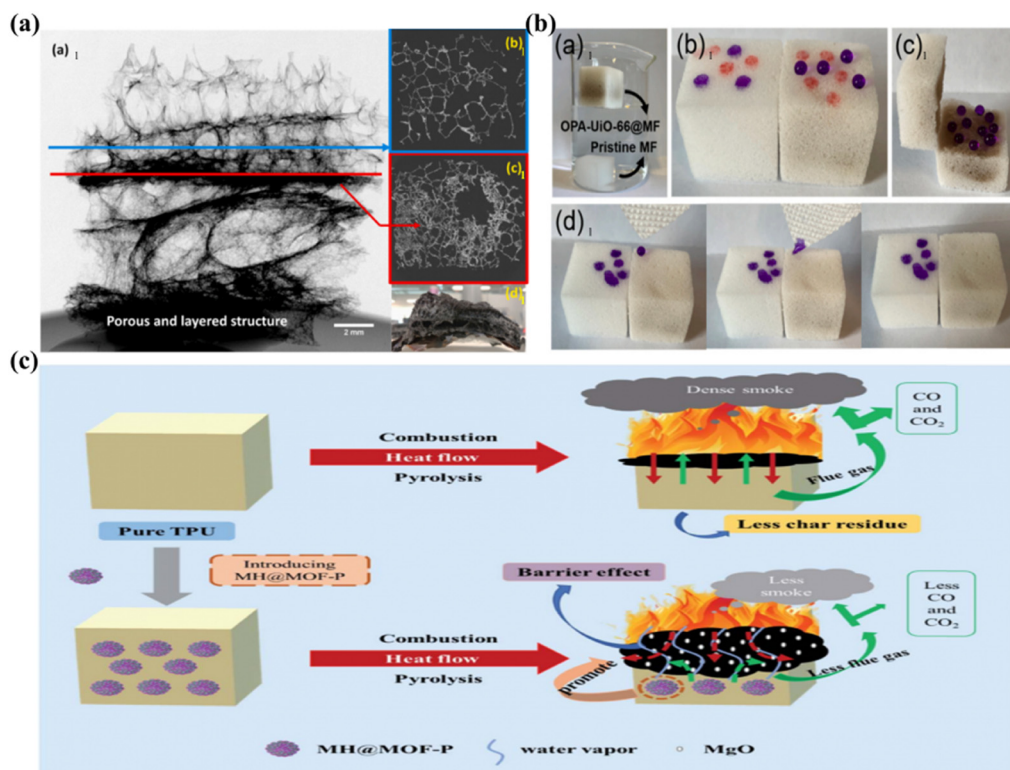 (a)
(a) I
(b) I
(c) I
(d) I
Porous and layered structure
2 mm
(b)
(a) I
OPA-UiO-66@MF
Pristine MF
(b) I
(c) I
(d) I
(c)
Pure TPU
Introducing
MH@MOF-P
Combustion
Heat flow
Pyrolysis
Dense smoke
CO
and
CO₂
Flue gas
Less char residue
Barrier effect
Combustion
Heat flow
Pyrolysis
promote
Less
smoke
Less
CO
and
CO₂
Less flue gas
MH@MOF-P
water vapor
MgO